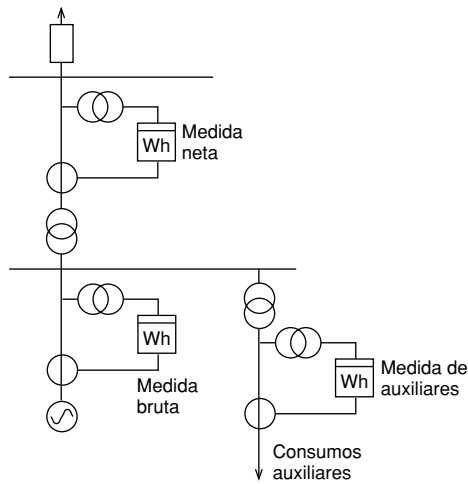 Medida
neta
Wh
Wh
Medida
bruta
Medida de
auxiliares
Wh
Consumos
auxiliares